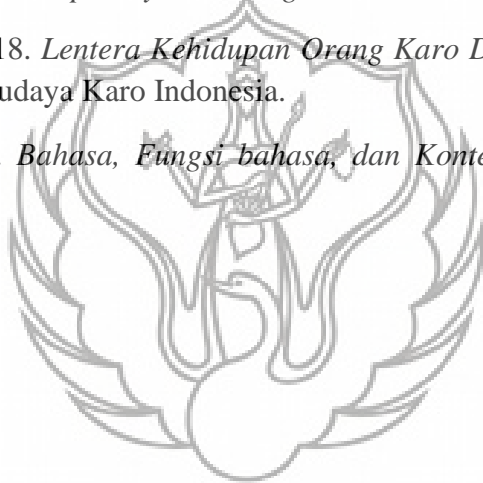 18. Lentera Kehidupan Orang Karo D
udaya Karo Indonesia.
Bahasa, Fungsi bahasa, dan Konte